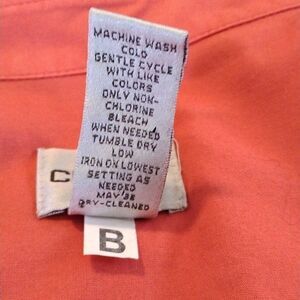 MACHINE WASH
COLD
GENTLE CYCLE
WITH LIKE
COLORS
ONLY NON-
CHLORINE
BLEACH
WHEN NEEDED
TUMBLE DRY
LOW
IRON ON LOWEST
SETTING AS
NEEDED
MAY BE
DRY-CLEANED
C
B